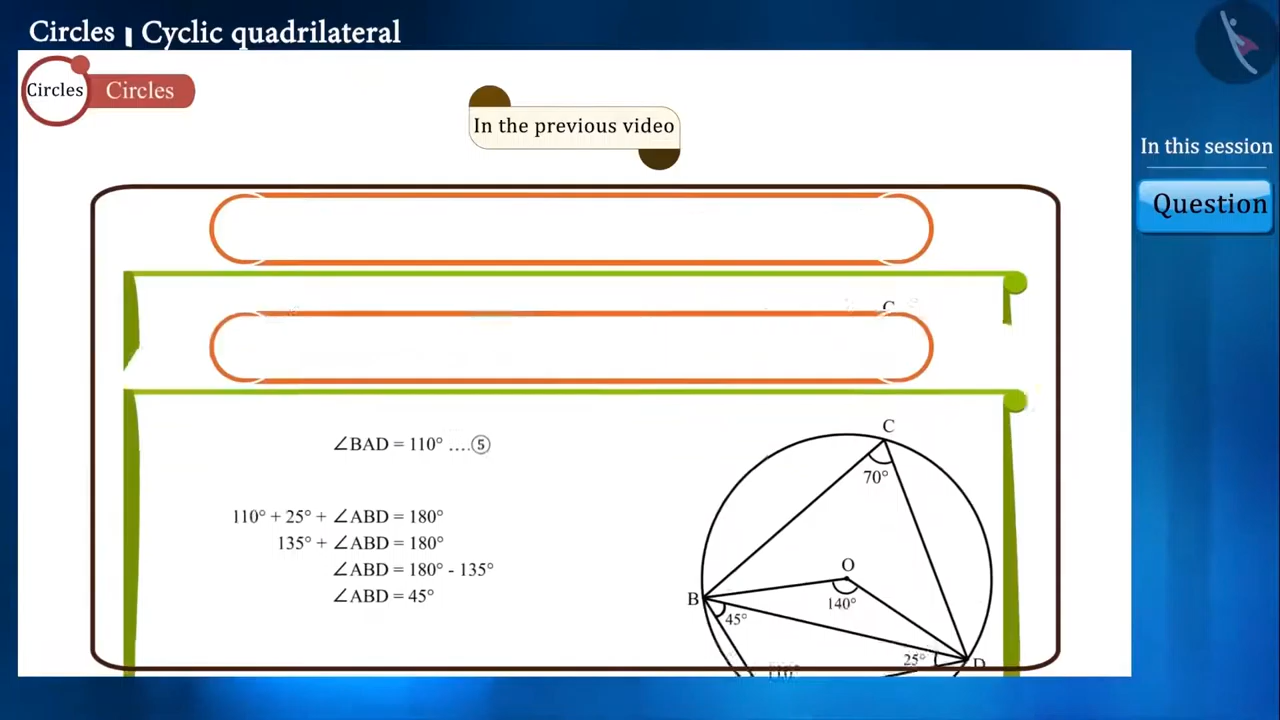 Circles | Cyclic quadrilateral
Circles
Circles
In the previous video
In this session
Question
C
∠BAD = 110° ....⑤
C
70°
110° + 25° + ∠ABD = 180°
135° + ∠ABD = 180°
∠ABD = 180° - 135°
∠ABD = 45°
O
140°
B
45°
25°
D